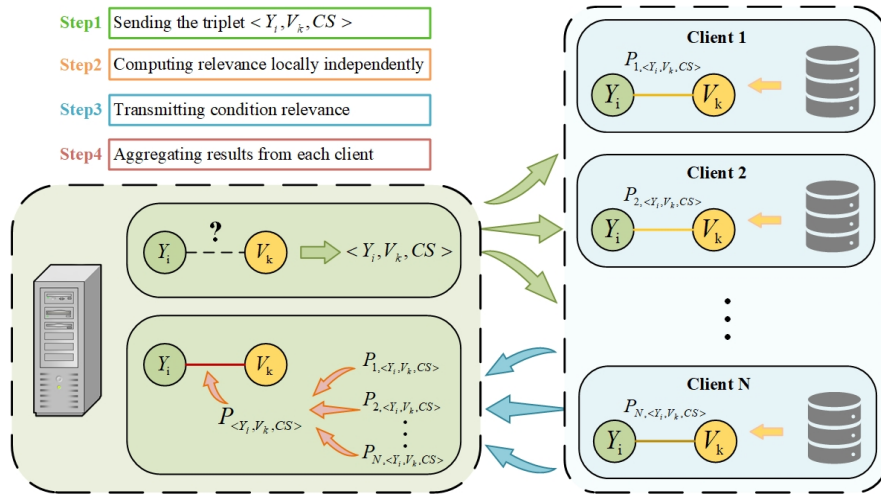 Step1 Sending the triplet < Y_i, V_k, CS >
Step2 Computing relevance locally independently
Step3 Transmitting condition relevance
Step4 Aggregating results from each client
?
Y_i V_k < Y_i, V_k, CS >
Y_i V_k
P_{<Y_i,V_k,CS>}
P_{1,<Y_i,V_k,CS>}
P_{2,<Y_i,V_k,CS>}
⋮
P_{N,<Y_i,V_k,CS>}
Client 1
P_{1,<Y_i,V_k,CS>}
Y_i V_k
Client 2
P_{2,<Y_i,V_k,CS>}
Y_i V_k
⋮
Client N
P_{N,<Y_i,V_k,CS>}
Y_i V_k